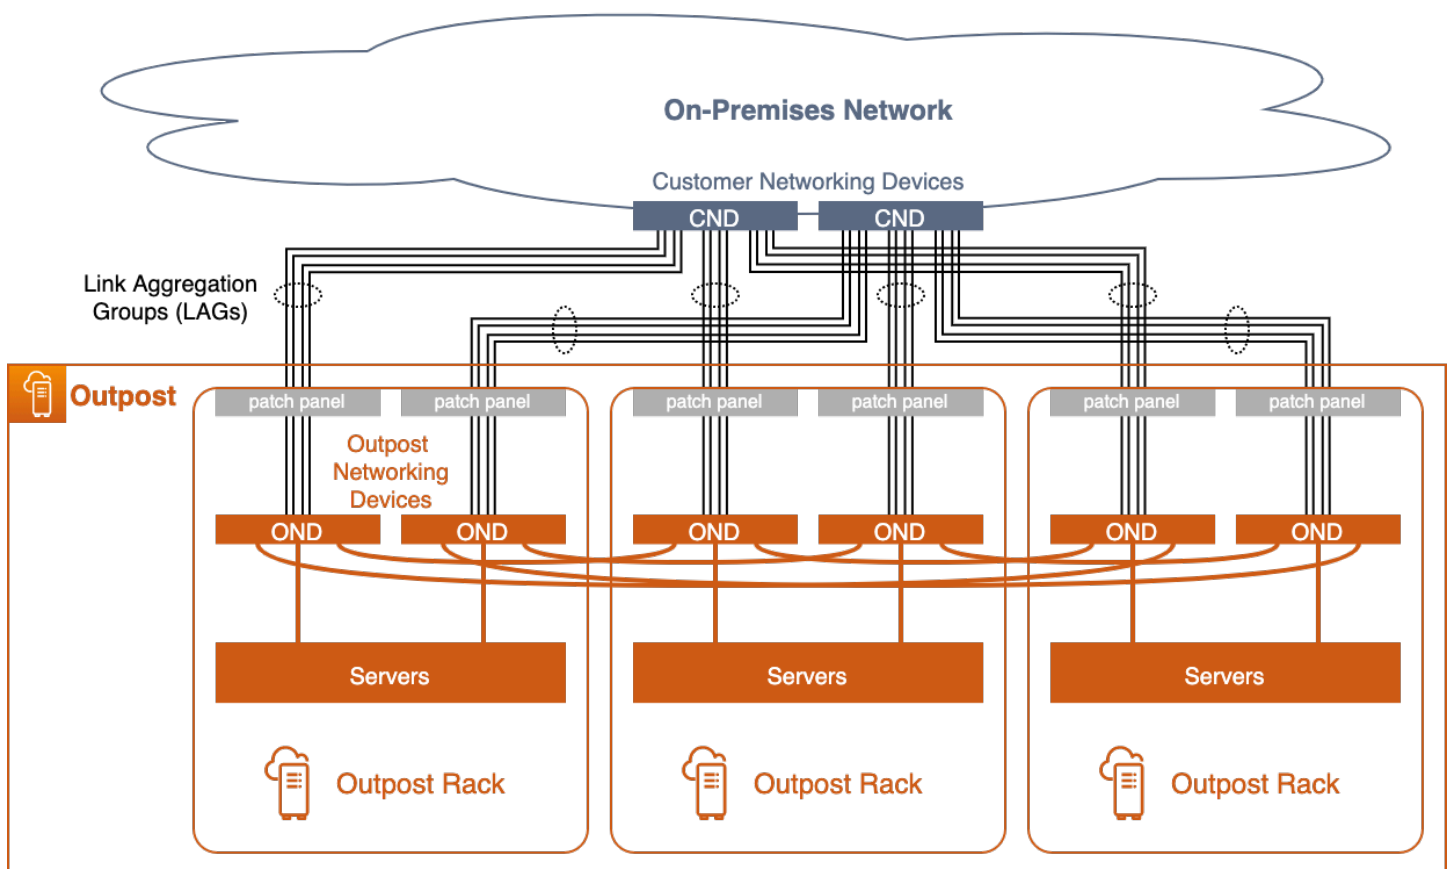 On-Premises Network
Customer Networking Devices
CND
CND
Link Aggregation
Groups (LAGs)
Outpost
patch panel
patch panel
patch panel
patch panel
patch panel
patch panel
Outpost
Networking
Devices
OND
OND
OND
OND
OND
OND
Servers
Servers
Servers
Outpost Rack
Outpost Rack
Outpost Rack